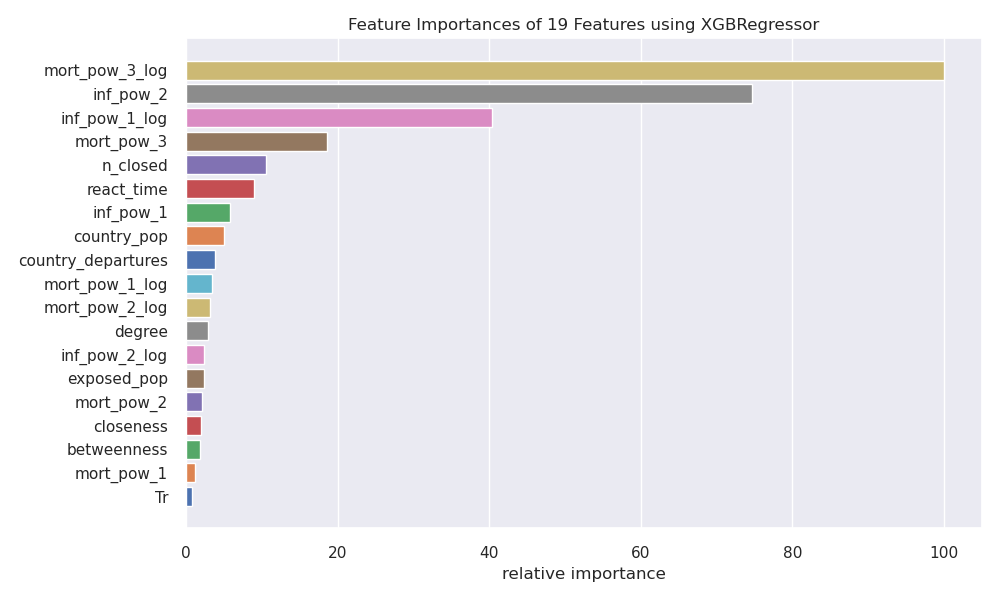 Feature Importances of 19 Features using XGBRegressor
mort_pow_3_log
inf_pow_2
inf_pow_1_log
mort_pow_3
n_closed
react_time
inf_pow_1
country_pop
country_departures
mort_pow_1_log
mort_pow_2_log
degree
inf_pow_2_log
exposed_pop
mort_pow_2
closeness
betweenness
mort_pow_1
Tr
0 20 40 60 80 100
relative importance